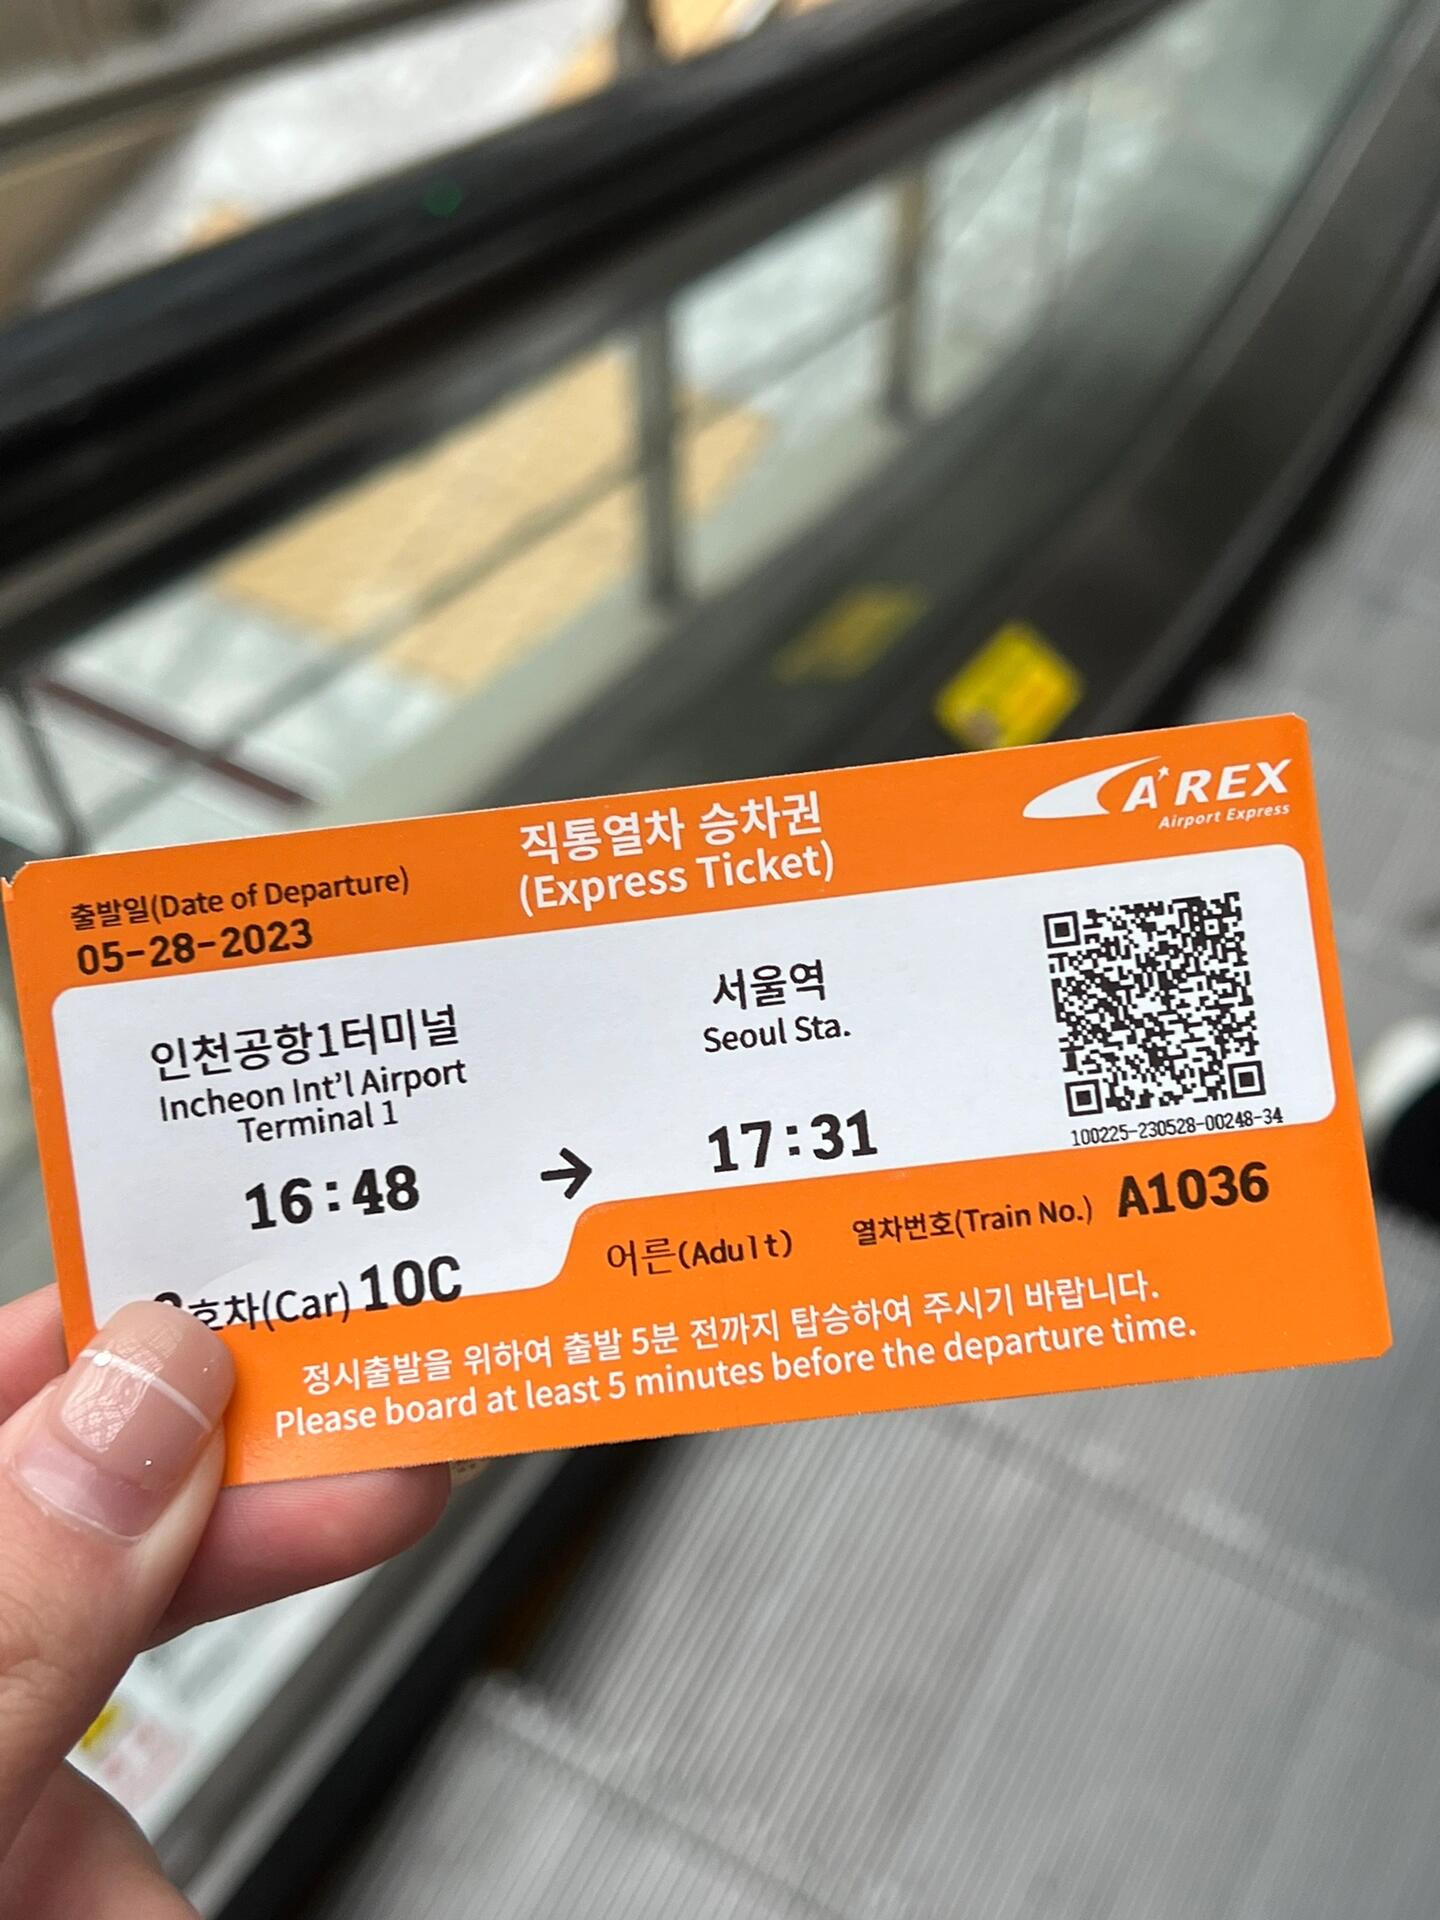 AREX
Airport Express
직통열차 승차권
(Express Ticket)
출발일(Date of Departure)
05-28-2023
인천공항1터미널
Incheon Int'l Airport
Terminal 1
16:48
→
서울역
Seoul Sta.
17:31
100225-230528-00248-34
호차(Car) 10C
어른(Adult)
열차번호(Train No.) A1036
정시출발을 위하여 출발 5분 전까지 탑승하여 주시기 바랍니다.
Please board at least 5 minutes before the departure time.